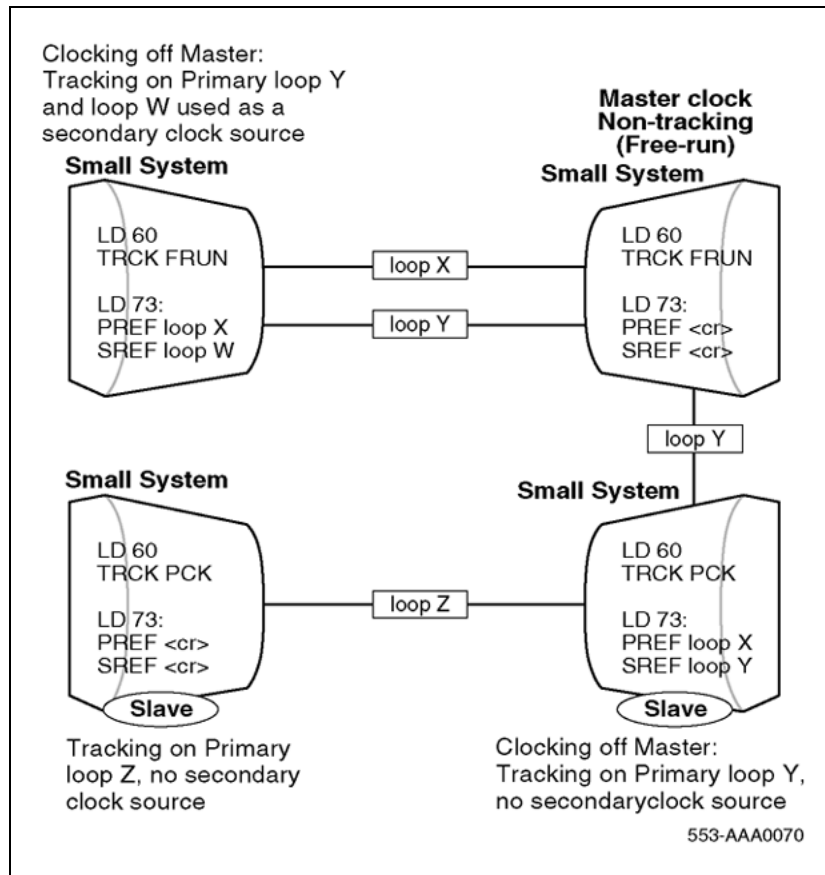 Clocking off Master:
Tracking on Primary loop Y
and loop W used as a
secondary clock source
Small System
LD 60
TRCK FRUN
LD 73:
PREF loop X
SREF loop W
loop X
loop Y
Master clock
Non-tracking
(Free-run)
Small System
LD 60
TRCK FRUN
LD 73:
PREF <cr>
SREF <cr>
loop Y
Small System
LD 60
TRCK PCK
LD 73:
PREF <cr>
SREF <cr>
Slave
Tracking on Primary
loop Z, no secondary
clock source
loop Z
Small System
LD 60
TRCK PCK
LD 73:
PREF loop X
SREF loop Y
Slave
Clocking off Master:
Tracking on Primary loop Y,
no secondaryclock source
553-AAA0070